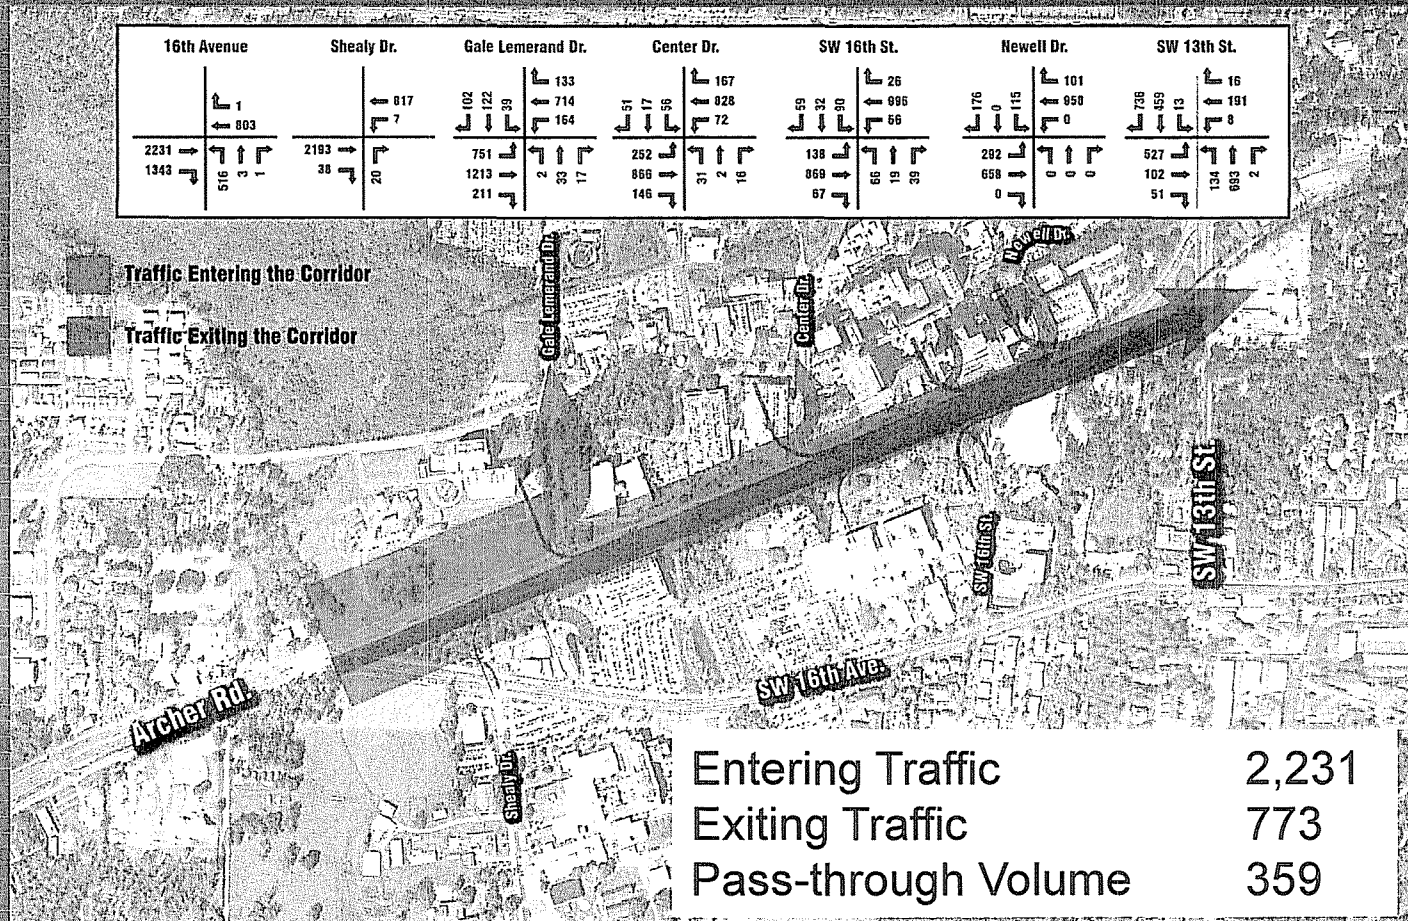 16th Avenue Shealy Dr. Gale Lemerand Dr. Center Dr. SW 16th St. Newell Dr. SW 13th St.
1
803
2231
1343
516 3 1
817
7
2193
38
20
102 122 39
133
714
164
751
1213
211
2 33 17
51 17 56
167
828
72
252
866
146
31 2 16
59 32 90
26
996
56
138
869
67
66 19 39
176 0 115
101
950
0
292
658
0
0 0 0
736 459 13
16
191
8
527
102
51
134 693 2
Traffic Entering the Corridor
Traffic Exiting the Corridor
Gale Lemerand Dr.
Center Dr.
Newell Dr.
SW 13th St.
SW 16th St.
SW 16th Ave.
Archer Rd.
Shealy Dr.
Entering Traffic 2,231
Exiting Traffic 773
Pass-through Volume 359